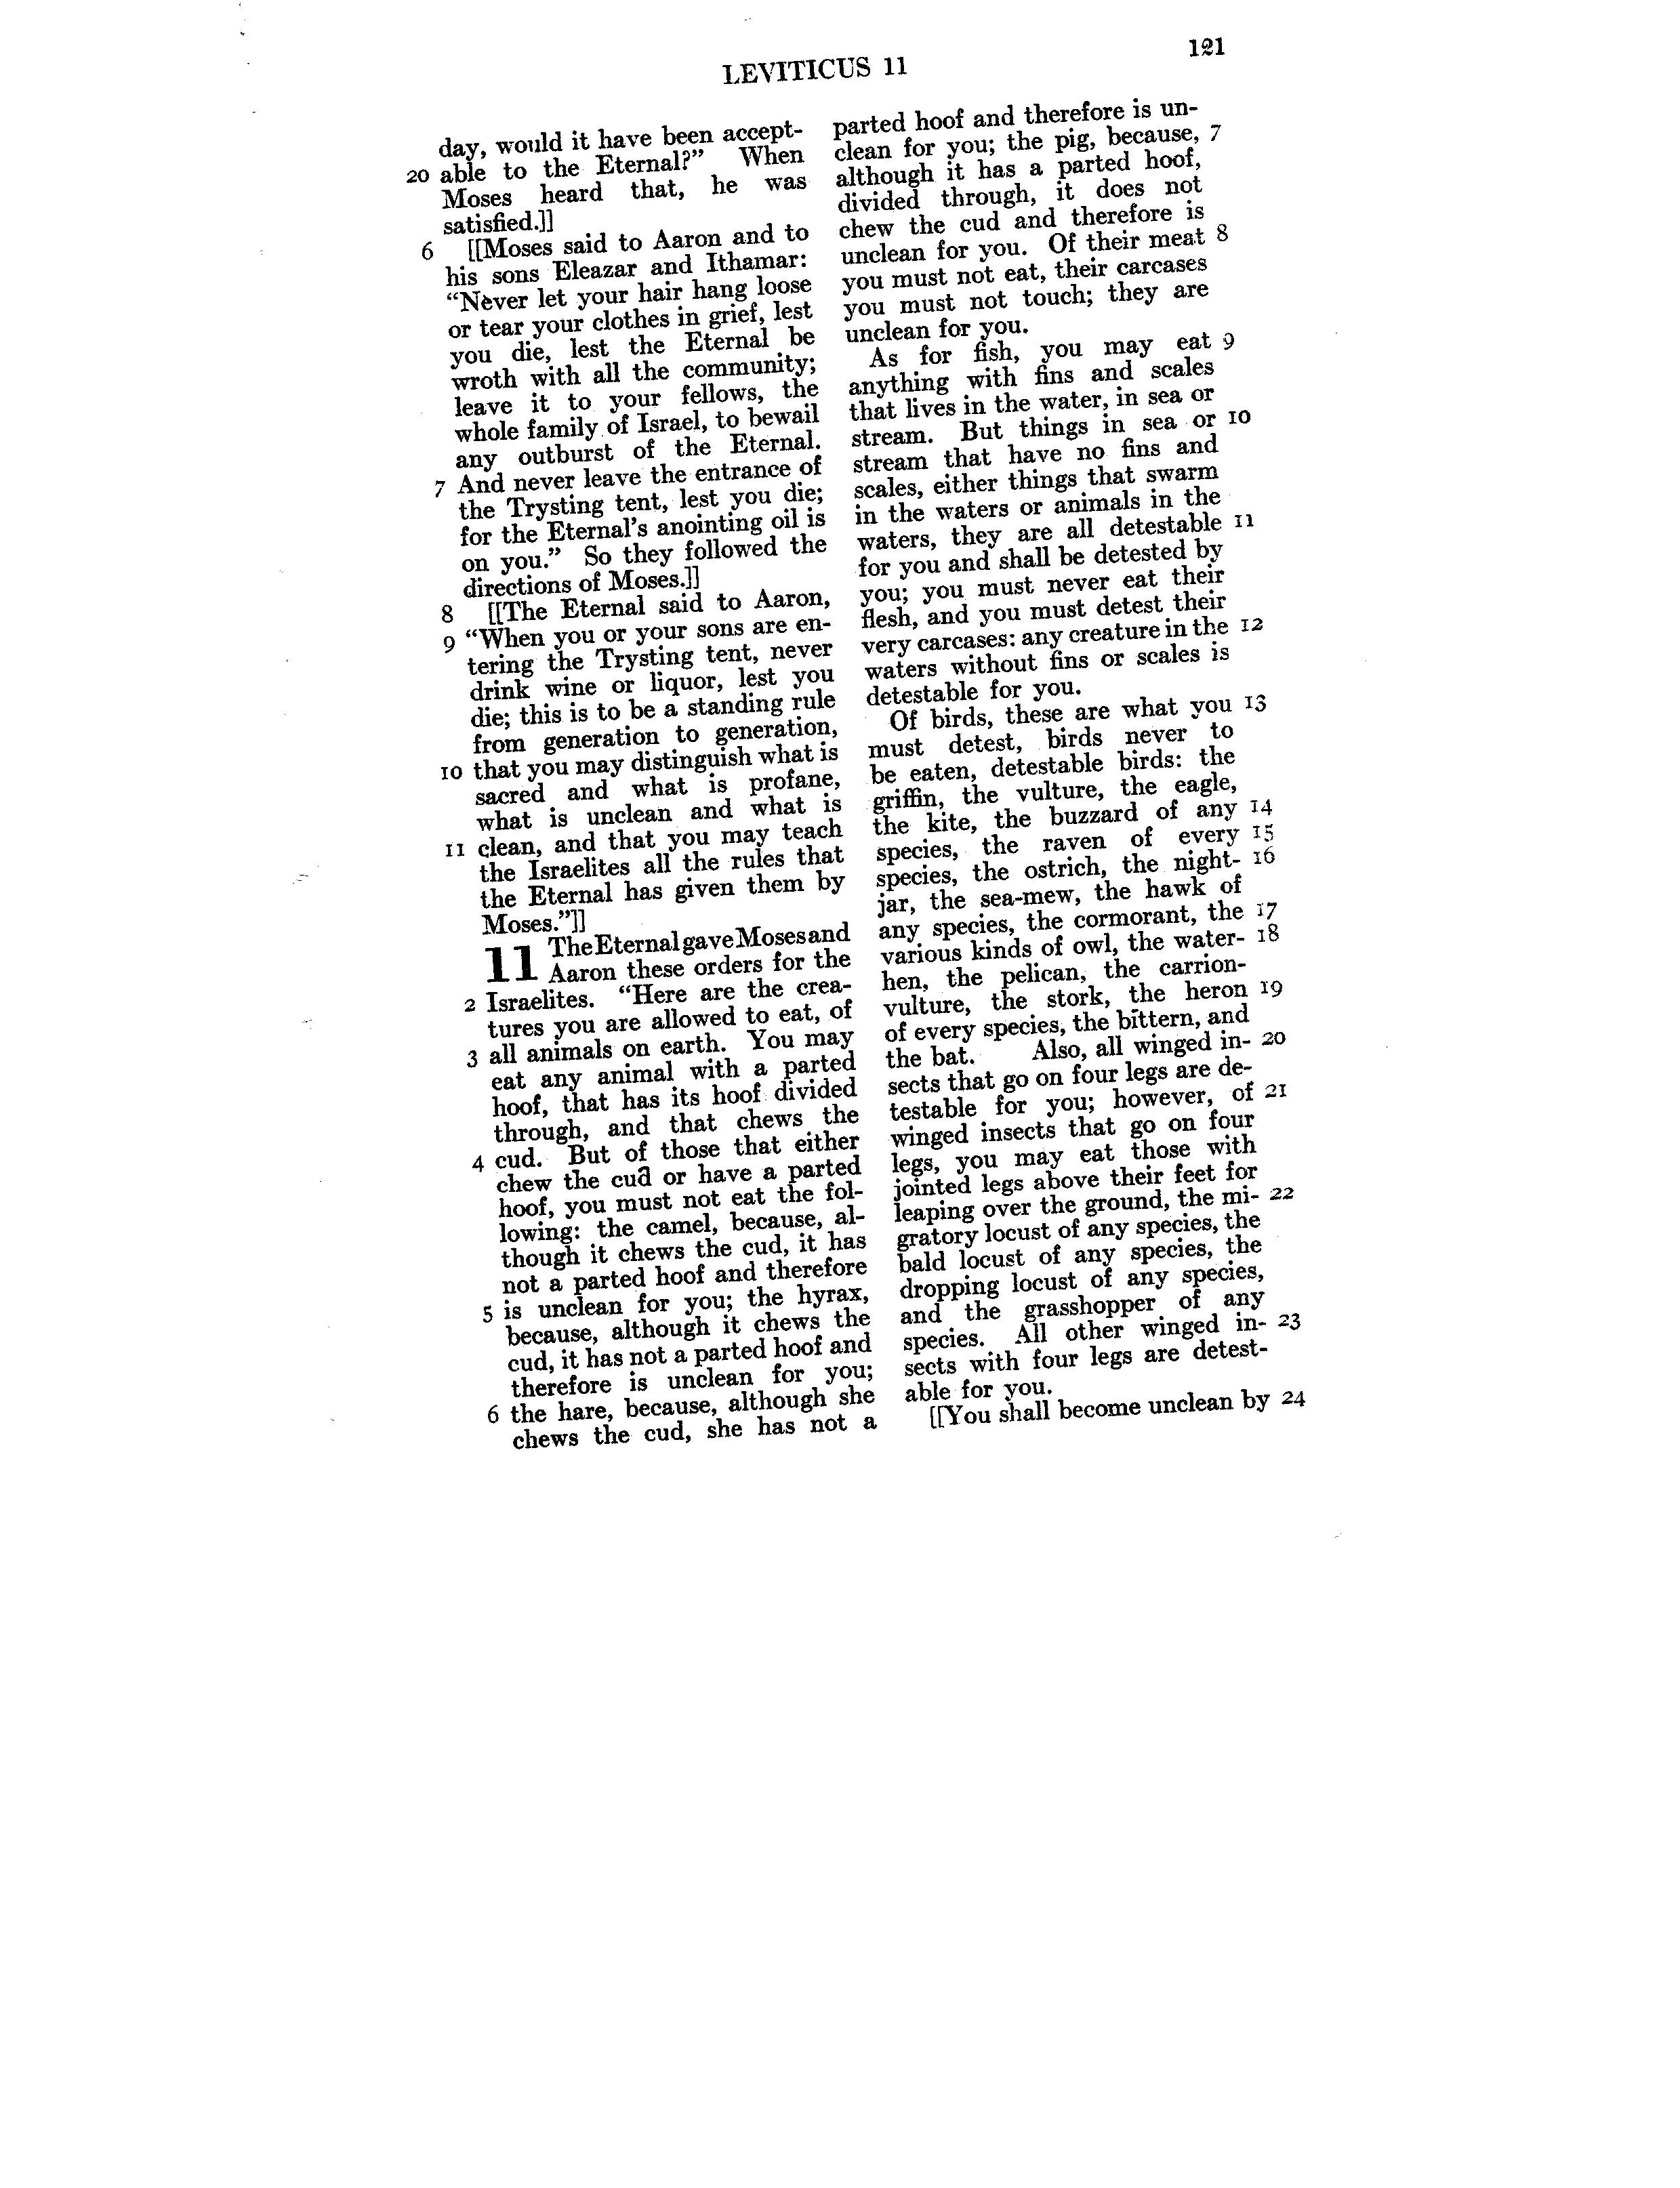 LEVITICUS 11
121
day, would it have been accept-
20 able to the Eternal?” When
Moses heard that, he was
satisfied.]]
6 [[Moses said to Aaron and to
his sons Eleazar and Ithamar:
“Never let your hair hang loose
or tear your clothes in grief, lest
you die, lest the Eternal be
wroth with all the community;
leave it to your fellows, the
whole family of Israel, to bewail
any outburst of the Eternal.
7 And never leave the entrance of
the Trysting tent, lest you die;
for the Eternal’s anointing oil is
on you.” So they followed the
directions of Moses.]]
8 [[The Eternal said to Aaron,
9 “When you or your sons are en-
tering the Trysting tent, never
drink wine or liquor, lest you
die; this is to be a standing rule
from generation to generation,
10 that you may distinguish what is
sacred and what is profane,
what is unclean and what is
11 clean, and that you may teach
the Israelites all the rules that
the Eternal has given them by
Moses.”]]
11 The Eternal gave Moses and
Aaron these orders for the
2 Israelites. “Here are the crea-
tures you are allowed to eat, of
3 all animals on earth. You may
eat any animal with a parted
hoof, that has its hoof divided
through, and that chews the
4 cud. But of those that either
chew the cud or have a parted
hoof, you must not eat the fol-
lowing: the camel, because, al-
though it chews the cud, it has
not a parted hoof and therefore
5 is unclean for you; the hyrax,
because, although it chews the
cud, it has not a parted hoof and
therefore is unclean for you;
6 the hare, because, although she
chews the cud, she has not a
parted hoof and therefore is un-
clean for you; the pig, because, 7
although it has a parted hoof,
divided through, it does not
chew the cud and therefore is
unclean for you. Of their meat 8
you must not eat, their carcases
you must not touch; they are
unclean for you.
As for fish, you may eat 9
anything with fins and scales
that lives in the water, in sea or
stream. But things in sea or 10
stream that have no fins and
scales, either things that swarm
in the waters or animals in the
waters, they are all detestable 11
for you and shall be detested by
you; you must never eat their
flesh, and you must detest their
very carcases: any creature in the 12
waters without fins or scales is
detestable for you.
Of birds, these are what you 13
must detest, birds never to
be eaten, detestable birds: the
griffin, the vulture, the eagle,
the kite, the buzzard of any 14
species, the raven of every 15
species, the ostrich, the night- 16
jar, the sea-mew, the hawk of
any species, the cormorant, the 17
various kinds of owl, the water- 18
hen, the pelican, the carrion-
vulture, the stork, the heron 19
of every species, the bittern, and
the bat. Also, all winged in- 20
sects that go on four legs are de-
testable for you; however, of 21
winged insects that go on four
legs, you may eat those with
jointed legs above their feet for
leaping over the ground, the mi- 22
gratory locust of any species, the
bald locust of any species, the
dropping locust of any species,
and the grasshopper of any
species. All other winged in- 23
sects with four legs are detest-
able for you.
[[You shall become unclean by 24